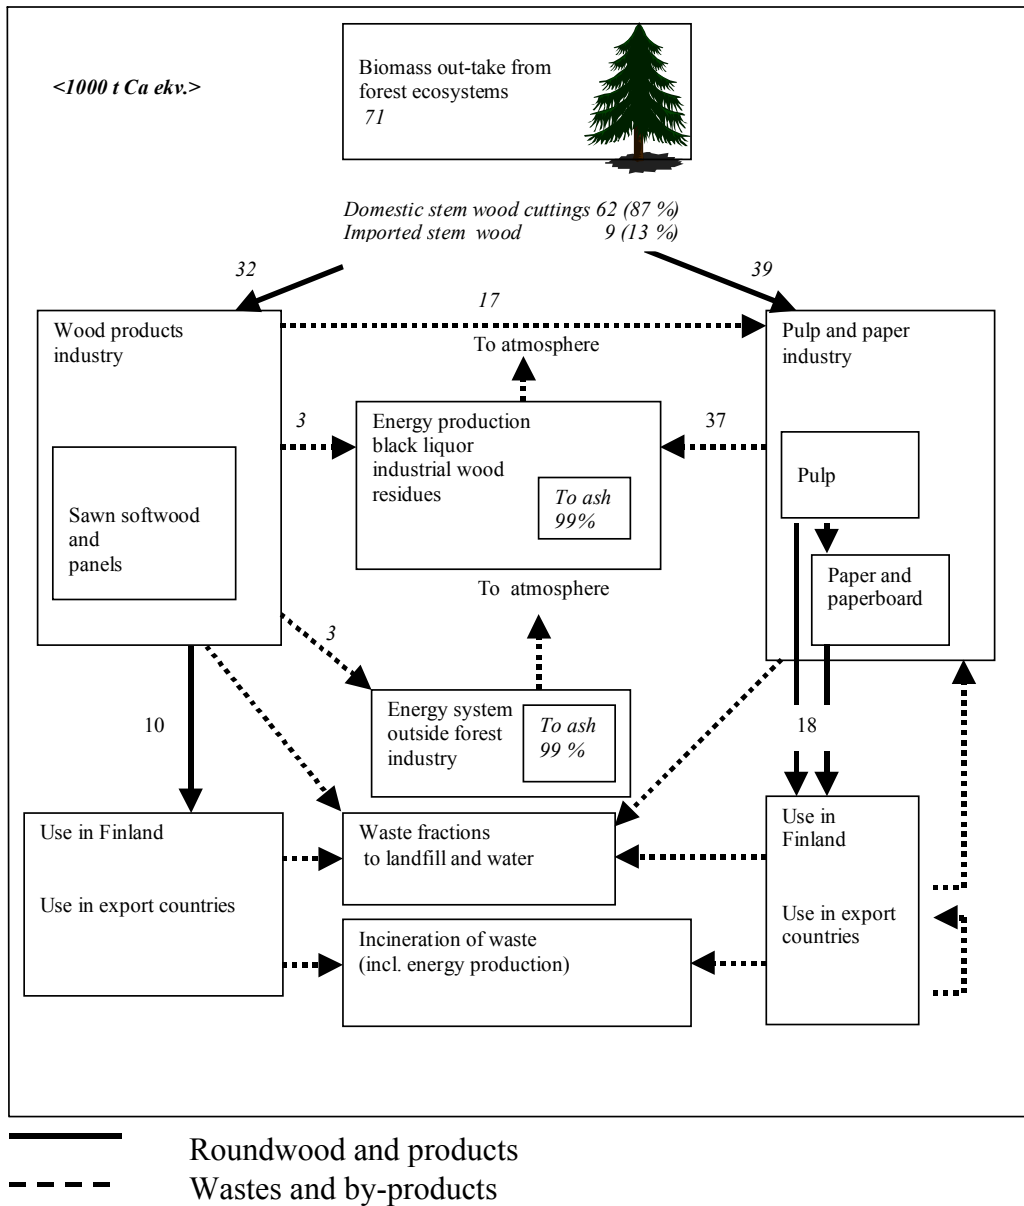 <1000 t Ca ekv.>
Biomass out-take from
forest ecosystems
71
Domestic stem wood cuttings 62 (87 %)
Imported stem wood 9 (13 %)
32
39
17
Wood products
industry
To atmosphere
Pulp and paper
industry
3
Energy production
black liquor
industrial wood
residues
37
To ash
99%
Pulp
Sawn softwood
and
panels
Paper and
paperboard
To atmosphere
3
Energy system
outside forest
industry
To ash
99 %
10
18
Use in Finland
Use in export countries
Waste fractions
to landfill and water
Use in
Finland
Use in export
countries
Incineration of waste
(incl. energy production)
Roundwood and products
Wastes and by-products